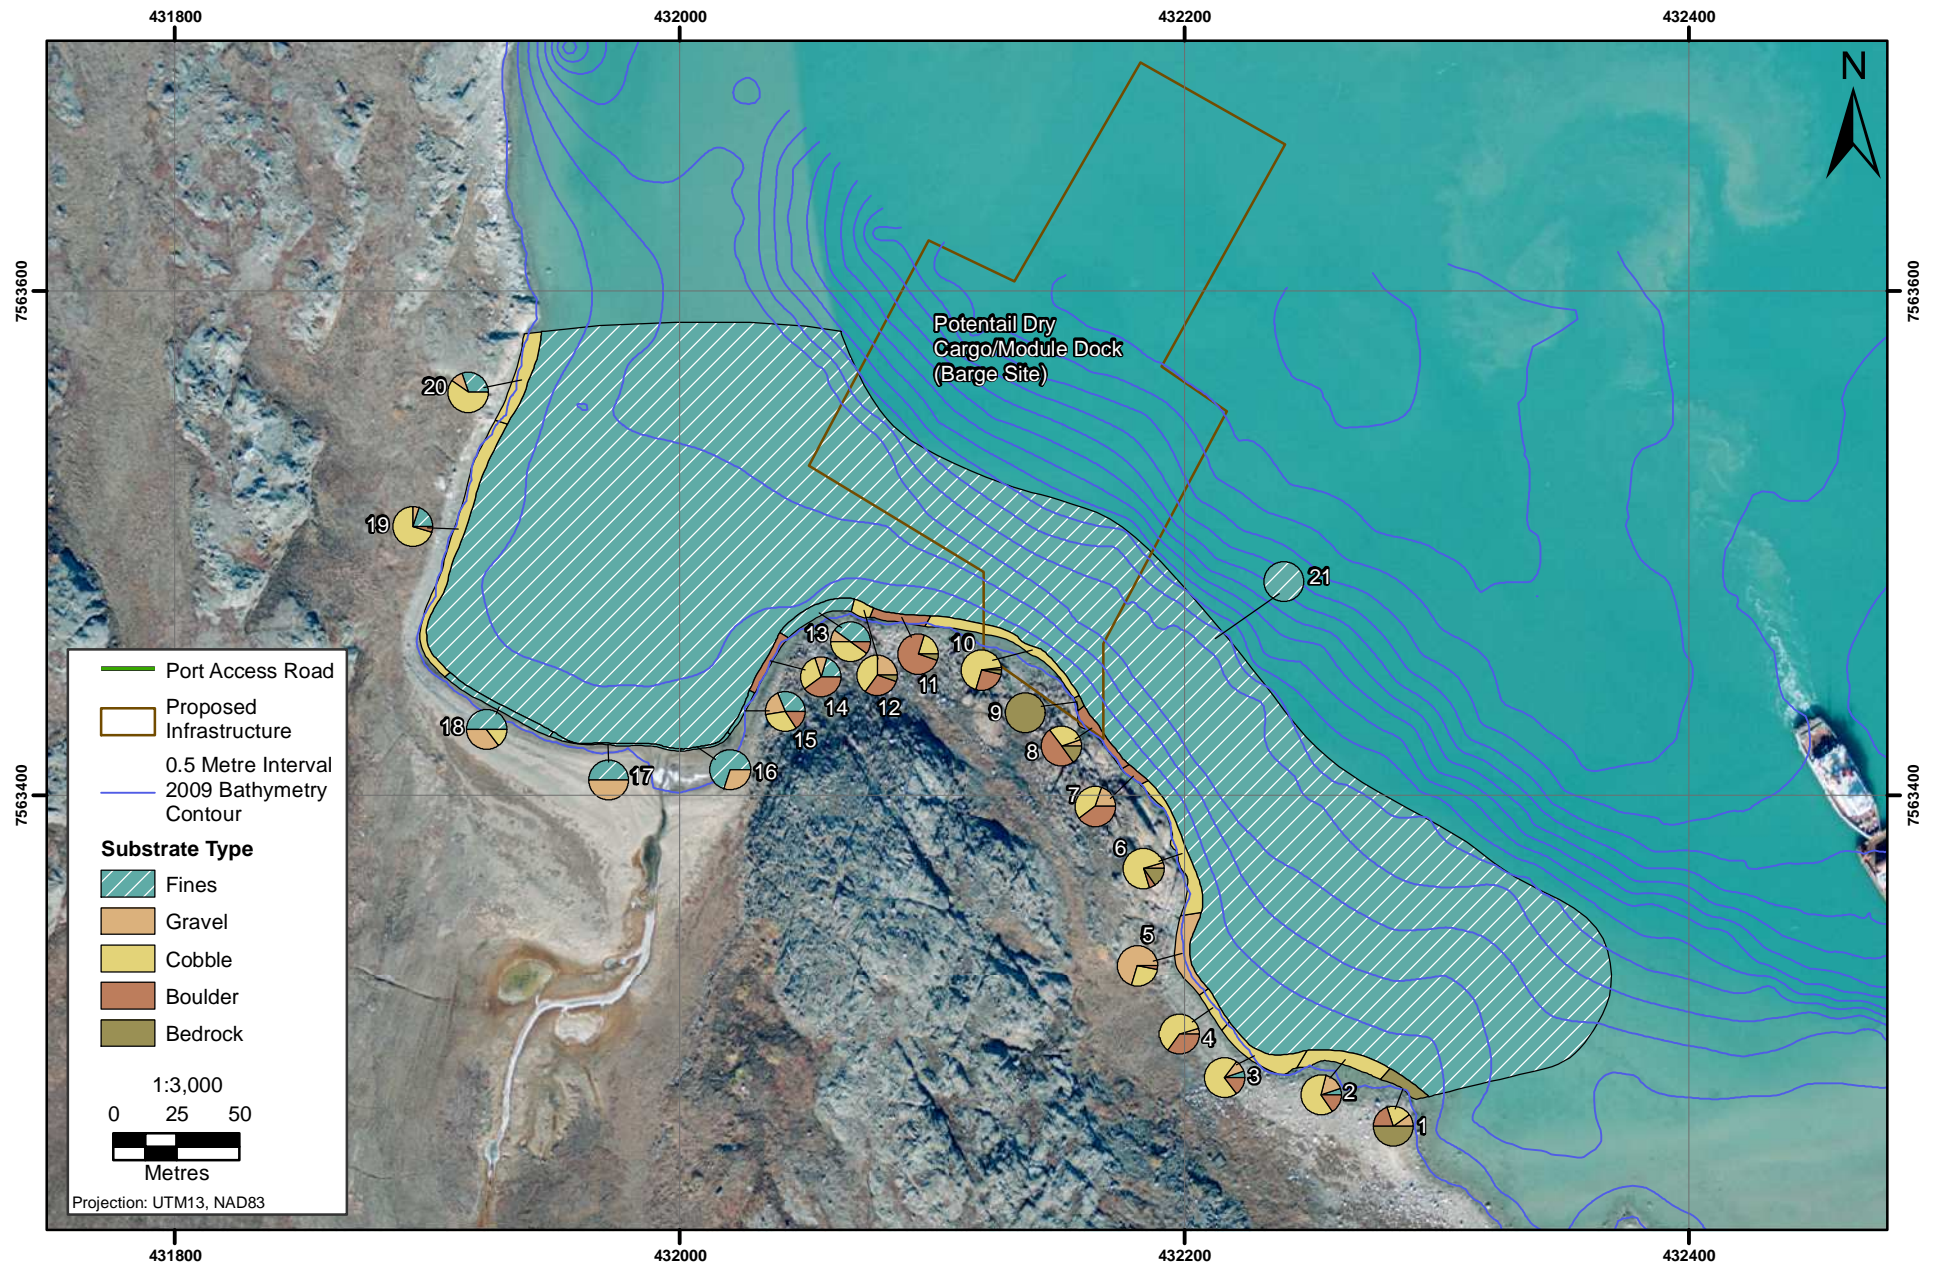 431800
432000
432200
432400
N
7563600
7563600
Potentail Dry
Cargo/Module Dock
(Barge Site)
20
19
21
13
10
11
14
12
9
15
18
8
17
16
7
6
5
4
3
2
1
7563400
7563400
Port Access Road
Proposed
Infrastructure
0.5 Metre Interval
2009 Bathymetry
Contour
Substrate Type
Fines
Gravel
Cobble
Boulder
Bedrock
1:3,000
0 25 50
Metres
Projection: UTM13, NAD83
431800
432000
432200
432400